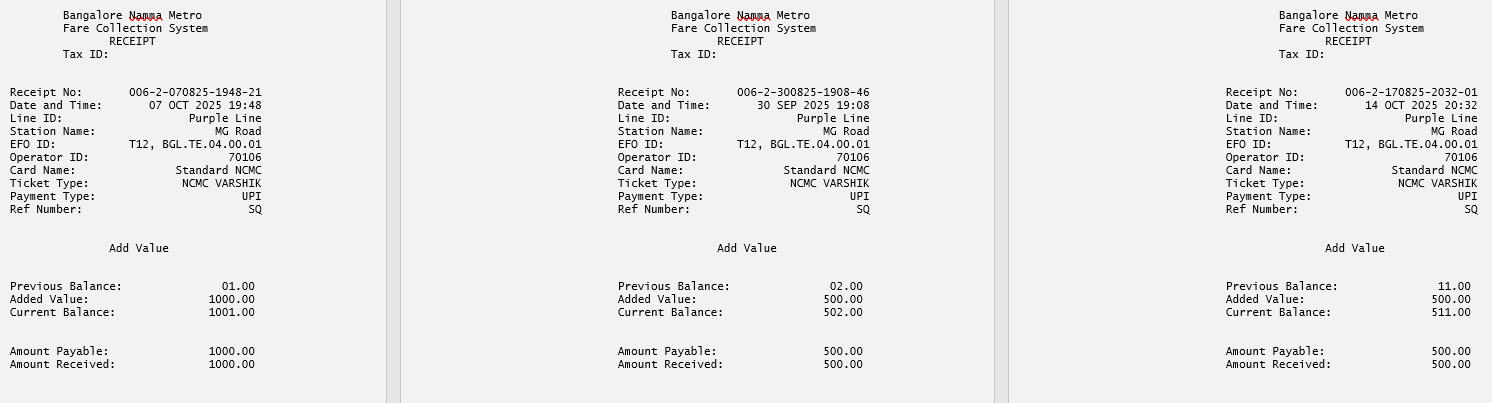 Bangalore Namma Metro
Fare Collection System
RECEIPT
Tax ID:
Receipt No: 006-2-070825-1948-21
Date and Time: 07 OCT 2025 19:48
Line ID: Purple Line
Station Name: MG Road
EFO ID: T12, BGL.TE.04.00.01
Operator ID: 70106
Card Name: Standard NCMC
Ticket Type: NCMC VARSHIK
Payment Type: UPI
Ref Number: SQ
Add Value
Previous Balance: 01.00
Added Value: 1000.00
Current Balance: 1001.00
Amount Payable: 1000.00
Amount Received: 1000.00
Bangalore Namma Metro
Fare Collection System
RECEIPT
Tax ID:
Receipt No: 006-2-300825-1908-46
Date and Time: 30 SEP 2025 19:08
Line ID: Purple Line
Station Name: MG Road
EFO ID: T12, BGL.TE.04.00.01
Operator ID: 70106
Card Name: Standard NCMC
Ticket Type: NCMC VARSHIK
Payment Type: UPI
Ref Number: SQ
Add Value
Previous Balance: 02.00
Added Value: 500.00
Current Balance: 502.00
Amount Payable: 500.00
Amount Received: 500.00
Bangalore Namma Metro
Fare Collection System
RECEIPT
Tax ID:
Receipt No: 006-2-170825-2032-01
Date and Time: 14 OCT 2025 20:32
Line ID: Purple Line
Station Name: MG Road
EFO ID: T12, BGL.TE.04.00.01
Operator ID: 70106
Card Name: Standard NCMC
Ticket Type: NCMC VARSHIK
Payment Type: UPI
Ref Number: SQ
Add Value
Previous Balance: 11.00
Added Value: 500.00
Current Balance: 511.00
Amount Payable: 500.00
Amount Received: 500.00